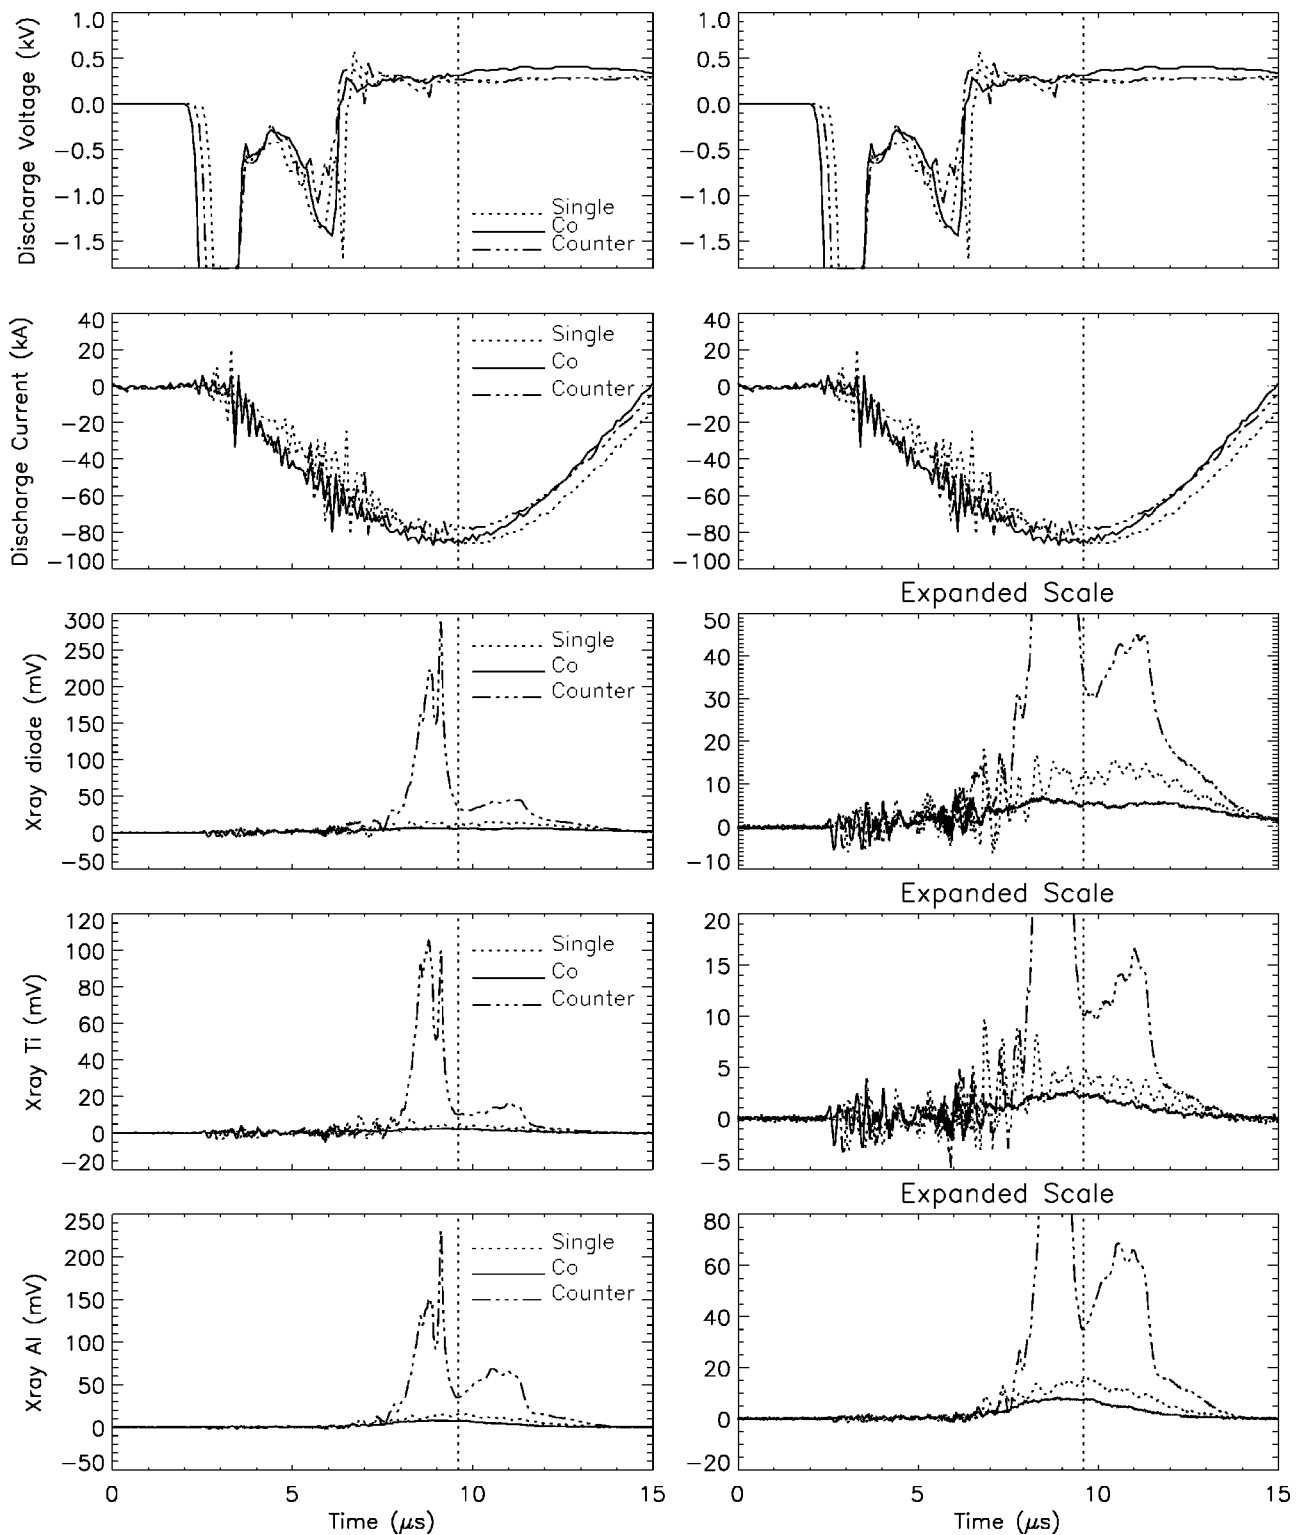 Discharge Voltage (kV)
1.0
0.5
0.0
−0.5
−1.0
−1.5
Single
Co
Counter
1.0
0.5
0.0
−0.5
−1.0
−1.5
Discharge Current (kA)
40
20
0
−20
−40
−60
−80
−100
Single
Co
Counter
40
20
0
−20
−40
−60
−80
−100
Expanded Scale
Xray diode (mV)
300
250
200
150
100
50
0
−50
Single
Co
Counter
50
40
30
20
10
0
−10
Expanded Scale
Xray Ti (mV)
120
100
80
60
40
20
0
−20
Single
Co
Counter
20
15
10
5
0
−5
Expanded Scale
Xray Al (mV)
250
200
150
100
50
0
−50
Single
Co
Counter
80
60
40
20
0
−20
0 5 10 15
Time (μs)
0 5 10 15
Time (μs)